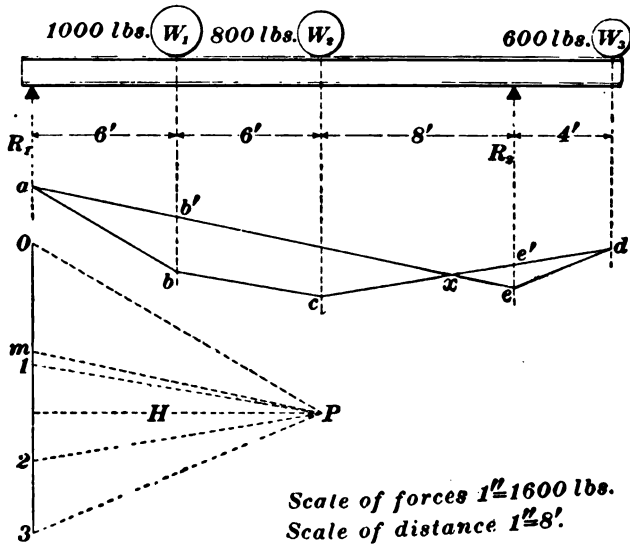 1000 lbs. W₁ 800 lbs. W₂ 600 lbs. W₃
6′ 6′ 8′ 4′
R₁ R₂
a
b′
O
e′ d
b x
c e
m
1
H P
2
3
Scale of forces 1″=1600 lbs.
Scale of distance 1″=8′.